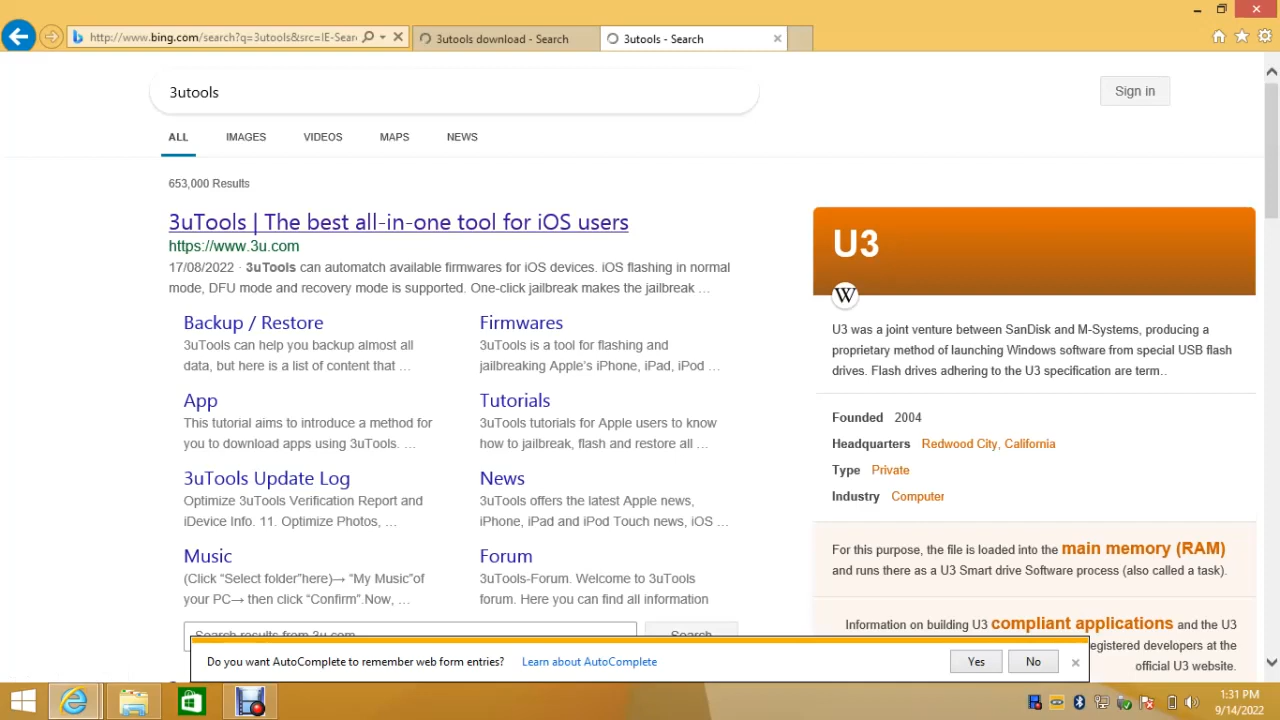 http://www.bing.com/search?q=3utools&src=IE-Sear
3utools download - Search
3utools - Search
3utools
Sign in
ALL
IMAGES
VIDEOS
MAPS
NEWS
653,000 Results
3uTools | The best all-in-one tool for iOS users
https://www.3u.com
17/08/2022 · 3uTools can automatch available firmwares for iOS devices. iOS flashing in normal
mode, DFU mode and recovery mode is supported. One-click jailbreak makes the jailbreak ...
Backup / Restore
3uTools can help you backup almost all
data, but here is a list of content that ...
Firmwares
3uTools is a tool for flashing and
jailbreaking Apple's iPhone, iPad, iPod ...
App
This tutorial aims to introduce a method for
you to download apps using 3uTools. ...
Tutorials
3uTools tutorials for Apple users to know
how to jailbreak, flash and restore all ...
3uTools Update Log
Optimize 3uTools Verification Report and
iDevice Info. 11. Optimize Photos, ...
News
3uTools offers the latest Apple news,
iPhone, iPad and iPod Touch news, iOS ...
Music
(Click "Select folder"here)→ "My Music"of
your PC→ then click "Confirm".Now, ...
Forum
3uTools-Forum. Welcome to 3uTools
forum. Here you can find all information
Search results from 3u.com
Search
U3
W
U3 was a joint venture between SanDisk and M-Systems, producing a
proprietary method of launching Windows software from special USB flash
drives. Flash drives adhering to the U3 specification are term..
Founded 2004
Headquarters Redwood City, California
Type Private
Industry Computer
For this purpose, the file is loaded into the main memory (RAM)
and runs there as a U3 Smart drive Software process (also called a task).
Information on building U3 compliant applications and the U3
egistered developers at the
official U3 website.
Do you want AutoComplete to remember web form entries?
Learn about AutoComplete
Yes
No
1:31 PM
9/14/2022